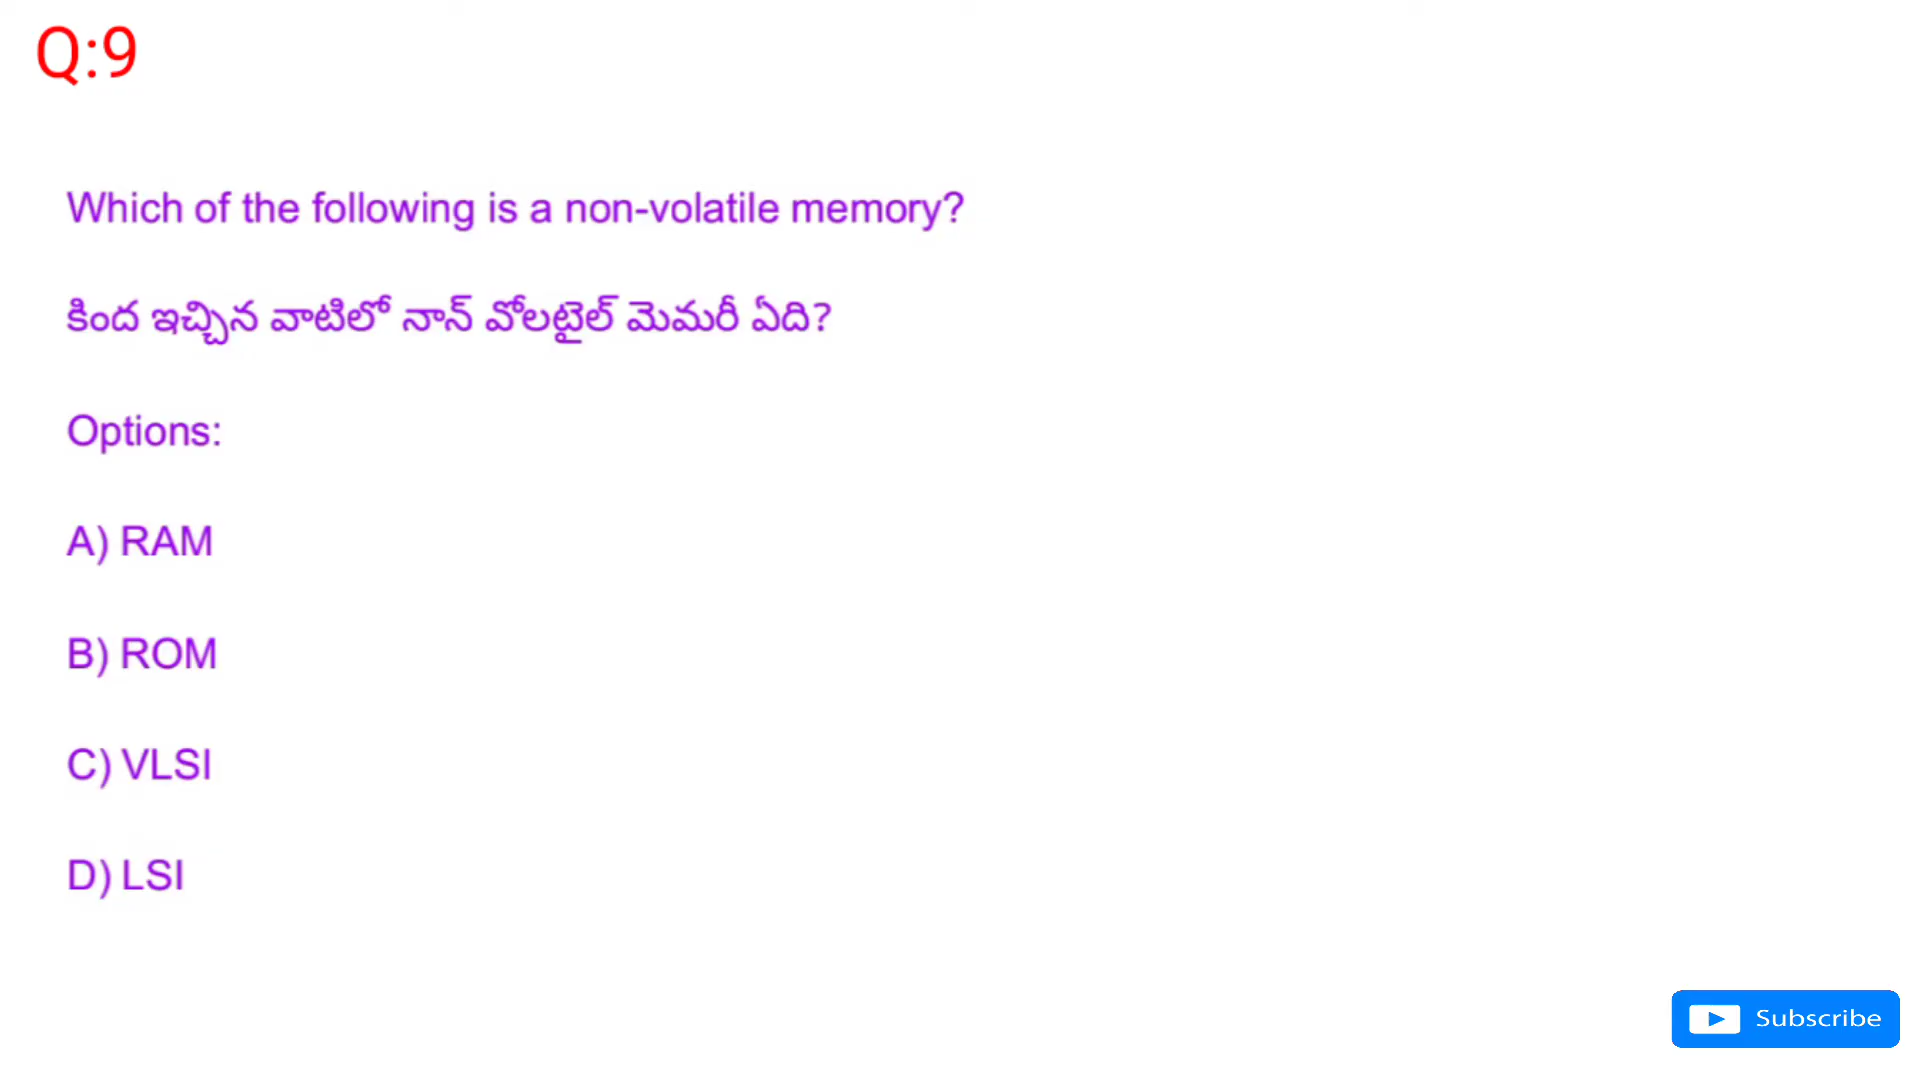 Q:9
Which of the following is a non-volatile memory?
కింద ఇచ్చిన వాటిలో నాన్ వోలటైల్ మెమరీ ఏది?
Options:
A) RAM
B) ROM
C) VLSI
D) LSI
Subscribe